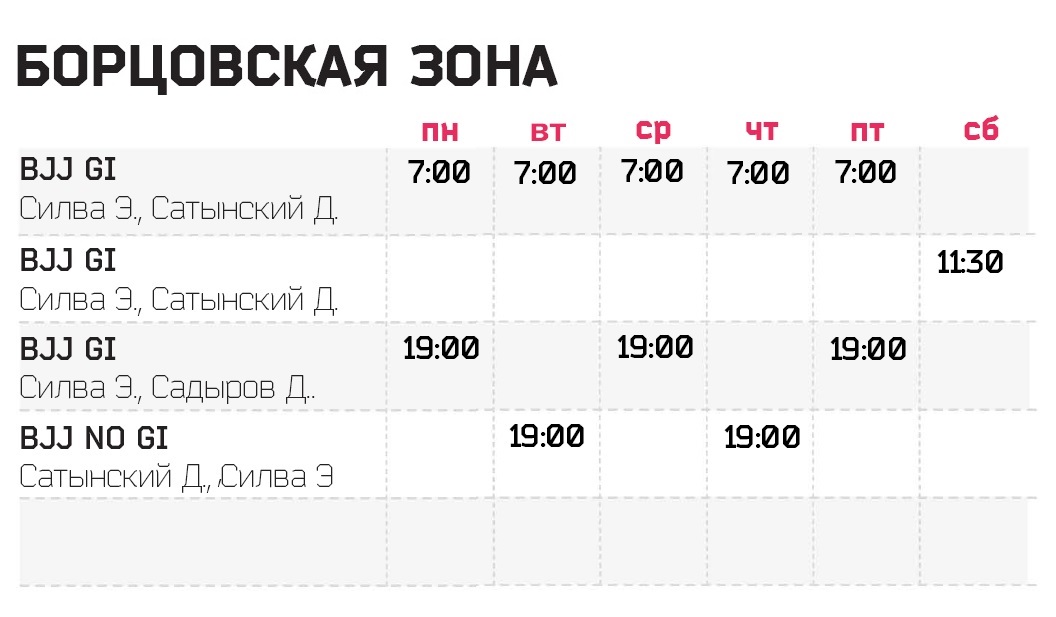 БОРЦОВСКАЯ ЗОНА
пн вт ср чт пт сб
BJJ GI 7:00 7:00 7:00 7:00 7:00
Силва Э., Сатынский Д.
BJJ GI 11:30
Силва Э., Сатынский Д.
BJJ GI 19:00 19:00 19:00
Силва Э., Садыров Д..
BJJ NO GI 19:00 19:00
Сатынский Д., Силва Э